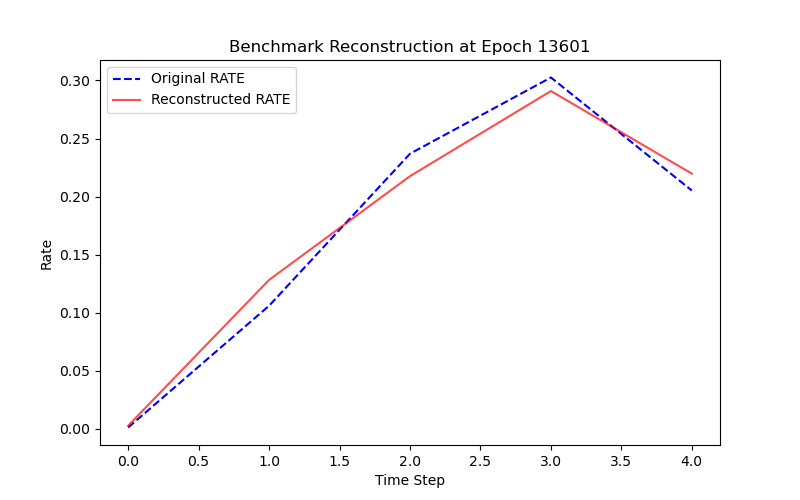 Benchmark Reconstruction at Epoch 13601
Original RATE
Reconstructed RATE
0.30
0.25
0.20
0.15
0.10
0.05
0.00
Rate
0.0 0.5 1.0 1.5 2.0 2.5 3.0 3.5 4.0
Time Step